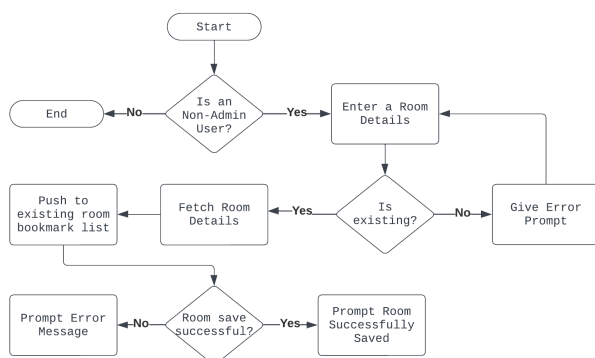 Start
Is an
Non-Admin
User?
No
End
Yes
Enter a Room
Details
Is
existing?
No
Give Error
Prompt
Yes
Fetch Room
Details
Push to
existing room
bookmark list
Room save
successful?
No
Prompt Error
Message
Yes
Prompt Room
Successfully
Saved